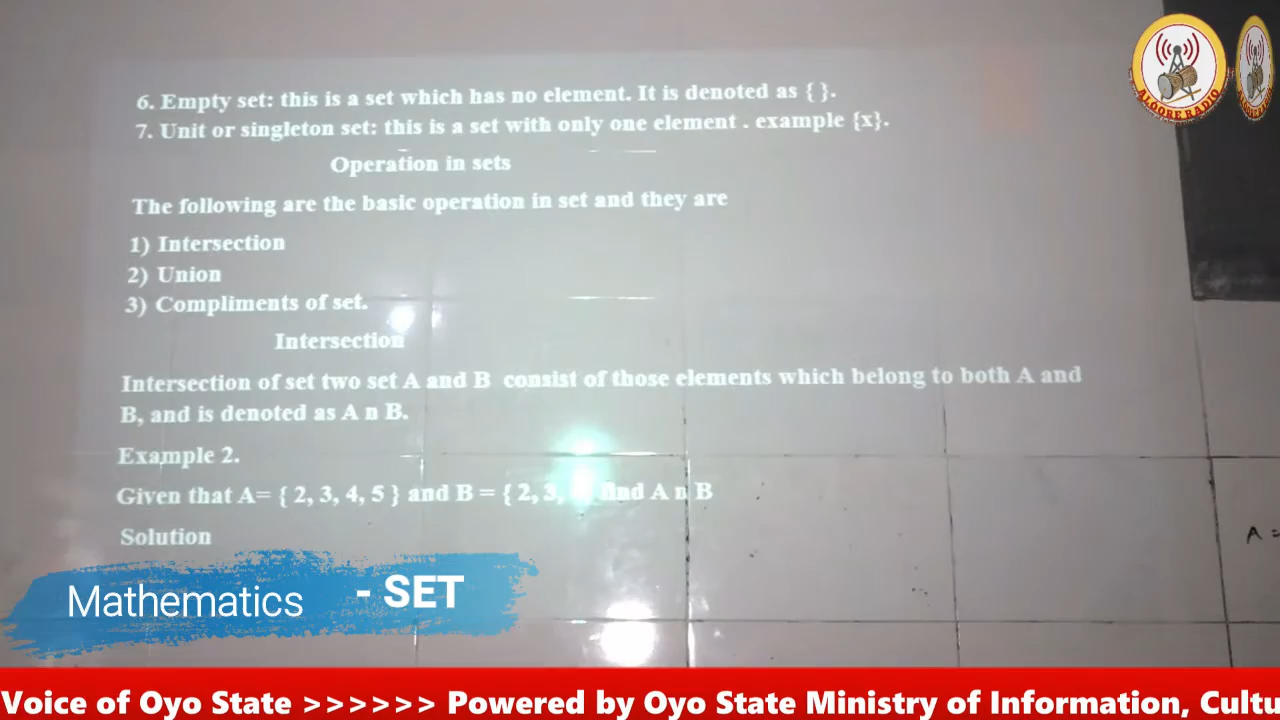 6. Empty set: this is a set which has no element. It is denoted as { }.
7. Unit or singleton set: this is a set with only one element . example {x}.
Operation in sets
The following are the basic operation in set and they are
1) Intersection
2) Union
3) Compliments of set.
Intersection
Intersection of set two set A and B consist of those elements which belong to both A and
B, and is denoted as A n B.
Example 2.
Given that A= { 2, 3, 4, 5 } and B = { 2, 3, find A n B
Solution
A =
Mathematics - SET
ALGORE RADIO
Voice of Oyo State >>>>>> Powered by Oyo State Ministry of Information, Cultu